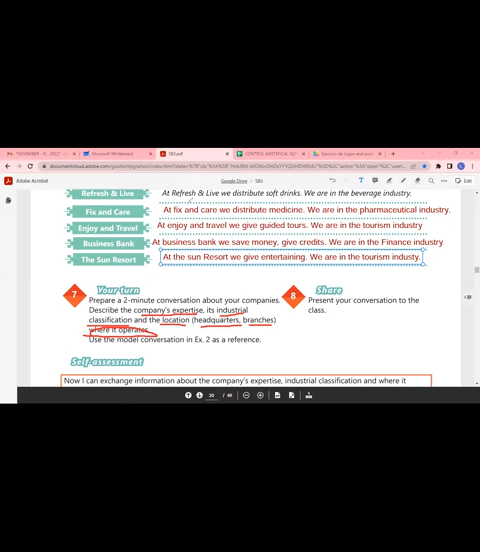 SB3.pdf
Microsoft Whiteboard
Adobe Acrobat
Google Drive › SB3
Refresh & Live At Refresh & Live we distribute soft drinks. We are in the beverage industry.
Fix and Care At fix and care we distribute medicine. We are in the pharmaceutical industry.
Enjoy and Travel At enjoy and travel we give guided tours. We are in the tourism industry
Business Bank At business bank we save money, give credits. We are in the Finance industry
The Sun Resort At the sun Resort we give entertaining. We are in the tourism industy.
7 Your turn
Prepare a 2-minute conversation about your companies.
Describe the company's expertise, its industrial
classification and the location (headquarters, branches)
where it operates.
Use the model conversation in Ex. 2 as a reference.
8 Share
Present your conversation to the
class.
Self-assessment
Now I can exchange information about the company's expertise, industrial classification and where it
20 / 49